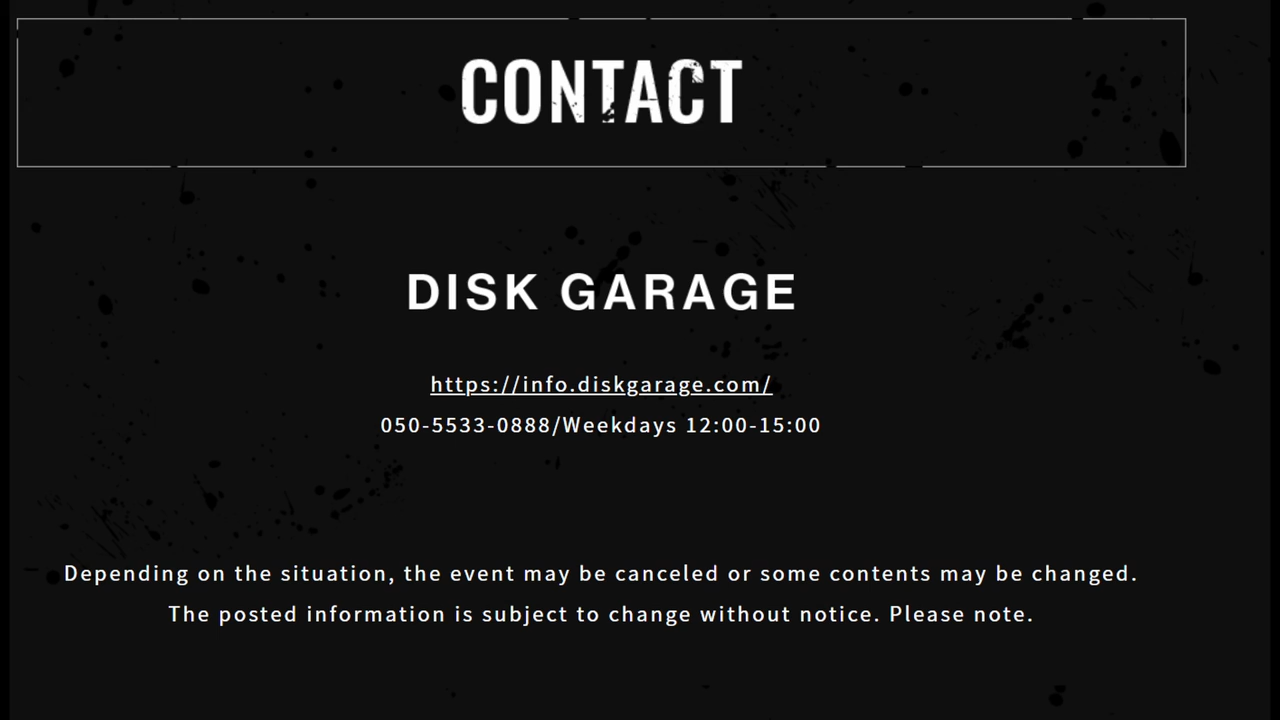 CONTACT
DISK GARAGE
https://info.diskgarage.com/
050-5533-0888/Weekdays 12:00-15:00
Depending on the situation, the event may be canceled or some contents may be changed.
The posted information is subject to change without notice. Please note.